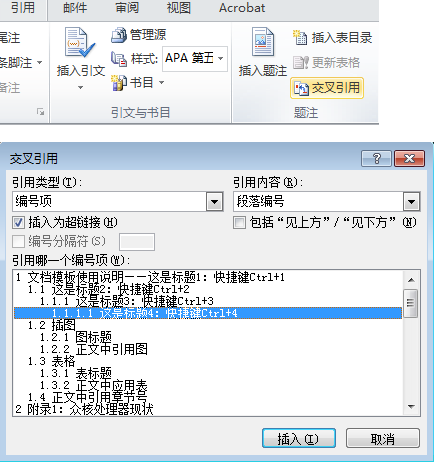 引用 邮件 审阅 视图 Acrobat
尾注
条脚注
备注
插入引文
管理源
样式: APA 第五
书目
引文与书目
插入题注
插入表目录
更新表格
交叉引用
题注
交叉引用
引用类型(T): 引用内容(R):
编号项 段落编号
插入为超链接(H) 包括“见上方”/“见下方”(N)
编号分隔符(S)
引用哪一个编号项(W):
1 文档模板使用说明——这是标题1: 快捷键Ctrl+1
1.1 这是标题2: 快捷键Ctrl+2
1.1.1 这是标题3: 快捷键Ctrl+3
1.1.1.1 这是标题4: 快捷键Ctrl+4
1.2 插图
1.2.1 图标题
1.2.2 正文中引用图
1.3 表格
1.3.1 表标题
1.3.2 正文中应用表
1.4 正文中引用章节号
2 附录1: 众核处理器现状
插入(I) 取消